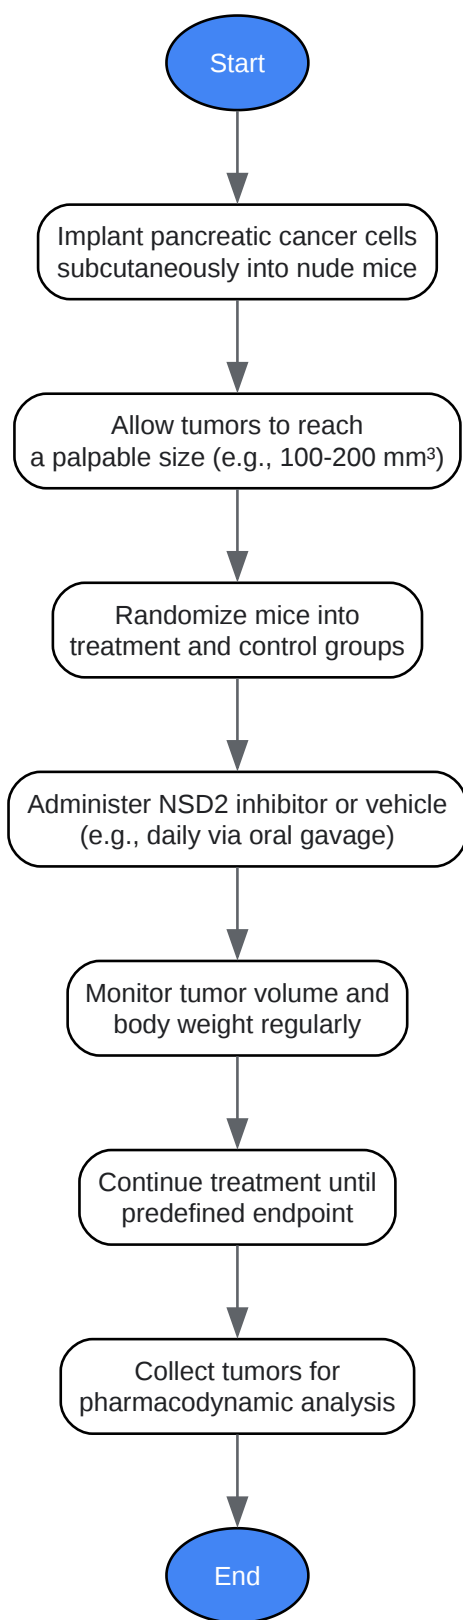 Start
Implant pancreatic cancer cells
subcutaneously into nude mice
Allow tumors to reach
a palpable size (e.g., 100-200 mm³)
Randomize mice into
treatment and control groups
Administer NSD2 inhibitor or vehicle
(e.g., daily via oral gavage)
Monitor tumor volume and
body weight regularly
Continue treatment until
predefined endpoint
Collect tumors for
pharmacodynamic analysis
End